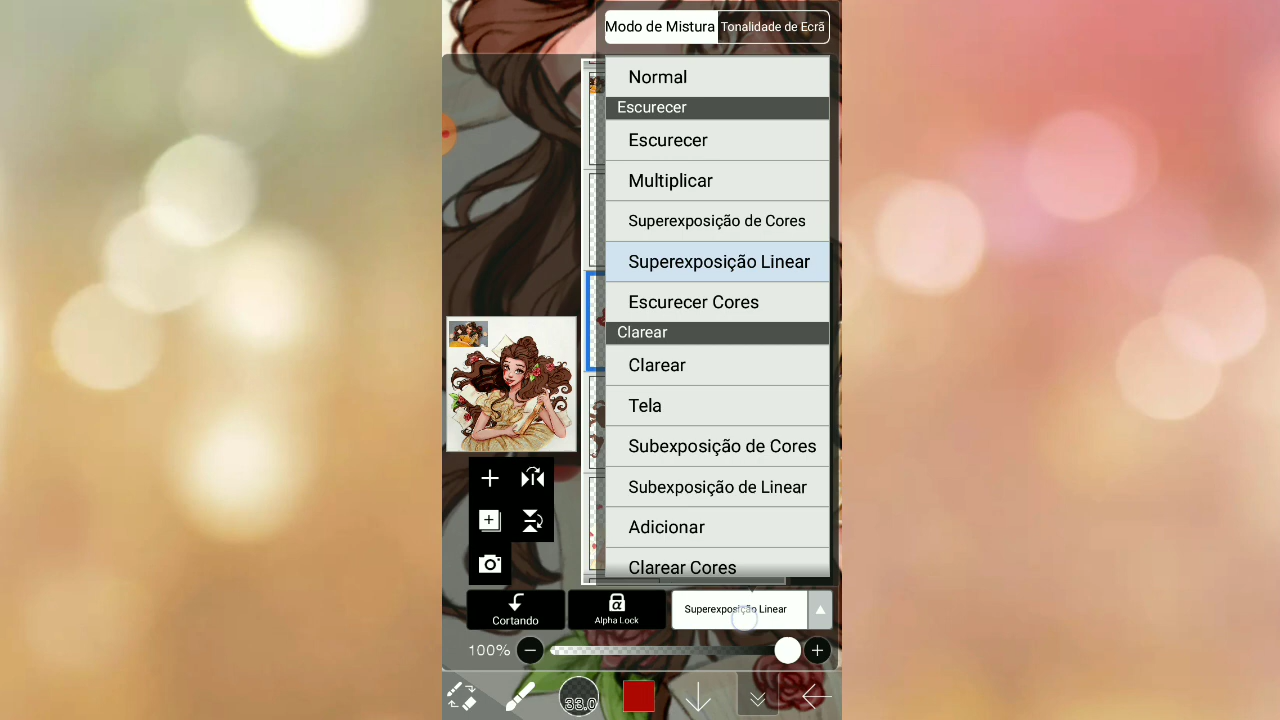 Modo de Mistura
Tonalidade de Ecrã
Normal
Escurecer
Escurecer
Multiplicar
Superexposição de Cores
Superexposição Linear
Escurecer Cores
Clarear
Clarear
Tela
Subexposição de Cores
Subexposição de Linear
Adicionar
Clarear Cores
Cortando
Alpha Lock
Superexposição Linear
100%
33.0